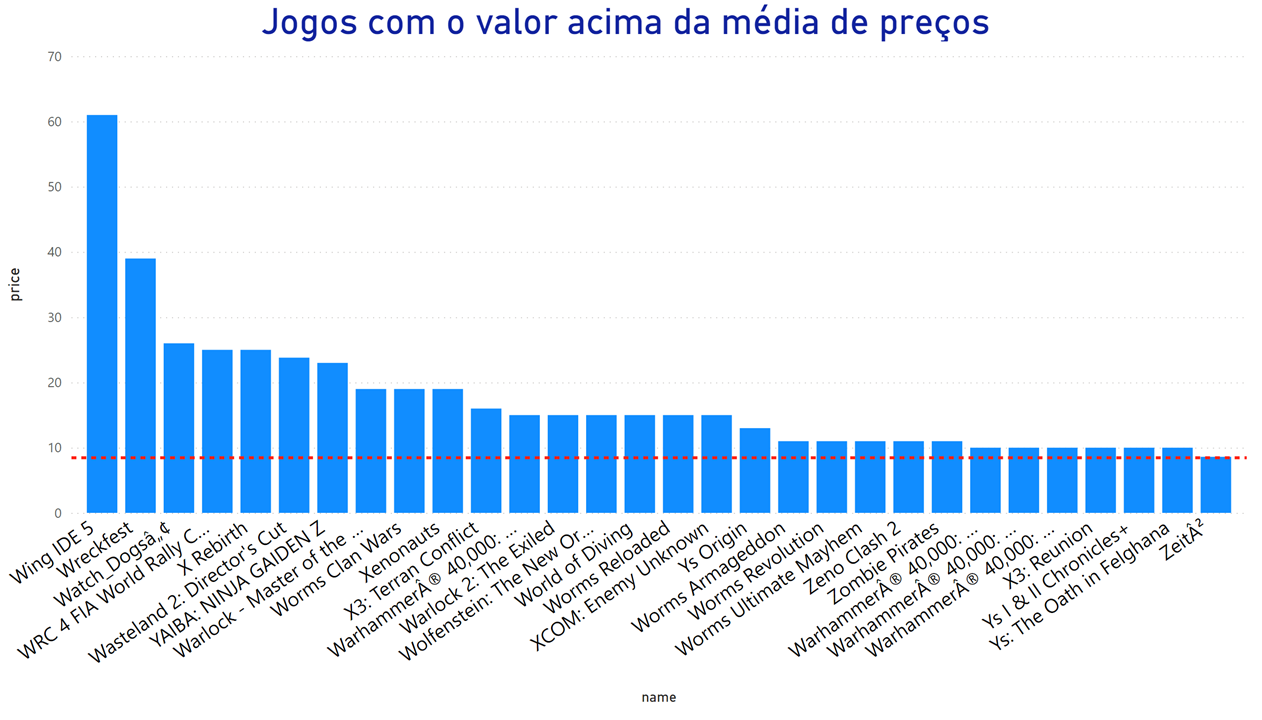 Jogos com o valor acima da média de preços
70
60
50
40
30
20
10
0
price
Wing IDE 5
Wreckfest
Watch_Dogsâ„¢
WRC 4 FIA World Rally C...
X Rebirth
Wasteland 2: Director's Cut
YAIBA: NINJA GAIDEN Z
Warlock - Master of the ...
Worms Clan Wars
Xenonauts
X3: Terran Conflict
WarhammerÂ® 40,000: ...
Warlock 2: The Exiled
Wolfenstein: The New Or...
World of Diving
Worms Reloaded
XCOM: Enemy Unknown
Ys Origin
Worms Armageddon
Worms Revolution
Worms Ultimate Mayhem
Zeno Clash 2
Zombie Pirates
WarhammerÂ® 40,000: ...
WarhammerÂ® 40,000: ...
WarhammerÂ® 40,000: ...
X3: Reunion
Ys I & II Chronicles+
Ys: The Oath in Felghana
ZeitÂ²
name